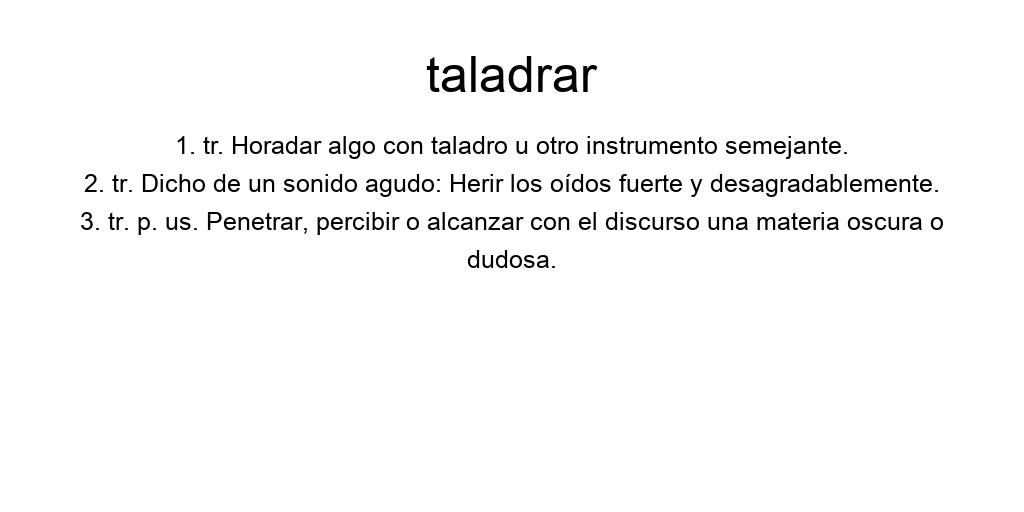 taladrar
1. tr. Horadar algo con taladro u otro instrumento semejante.
2. tr. Dicho de un sonido agudo: Herir los oídos fuerte y desagradablemente.
3. tr. p. us. Penetrar, percibir o alcanzar con el discurso una materia oscura o
dudosa.